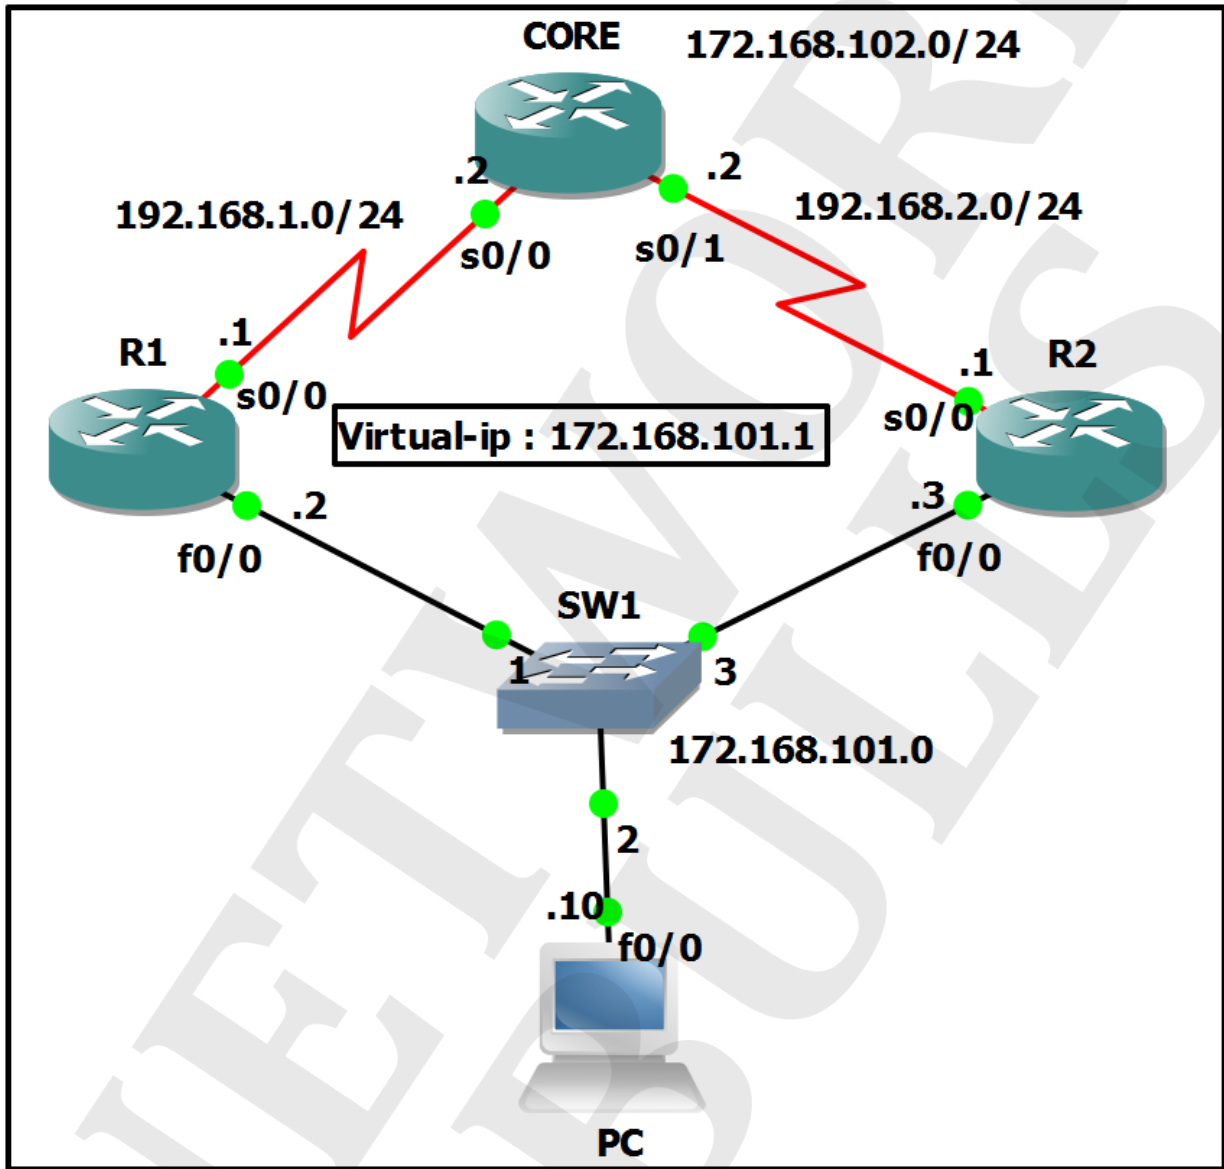 CORE
172.168.102.0/24
.2
.2
192.168.1.0/24
192.168.2.0/24
s0/0
s0/1
.1
R1
s0/0
.1
R2
s0/0
Virtual-ip : 172.168.101.1
.2
.3
f0/0
f0/0
SW1
1
3
172.168.101.0
2
.10
f0/0
PC
NETWORK
BULLS